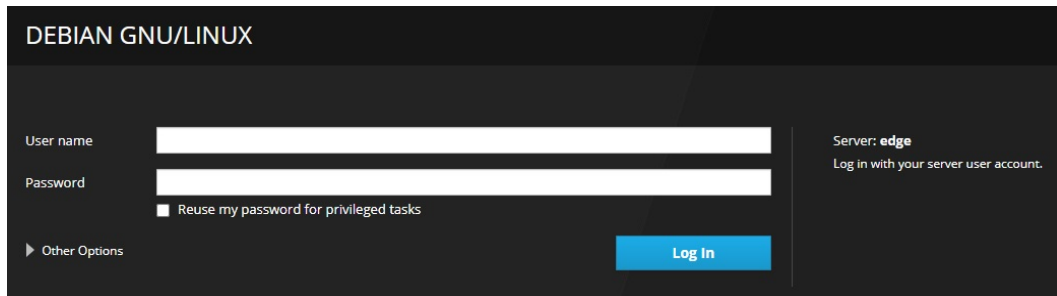 DEBIAN GNU/LINUX
User name
Password
Reuse my password for privileged tasks
Other Options
Log In
Server: edge
Log in with your server user account.